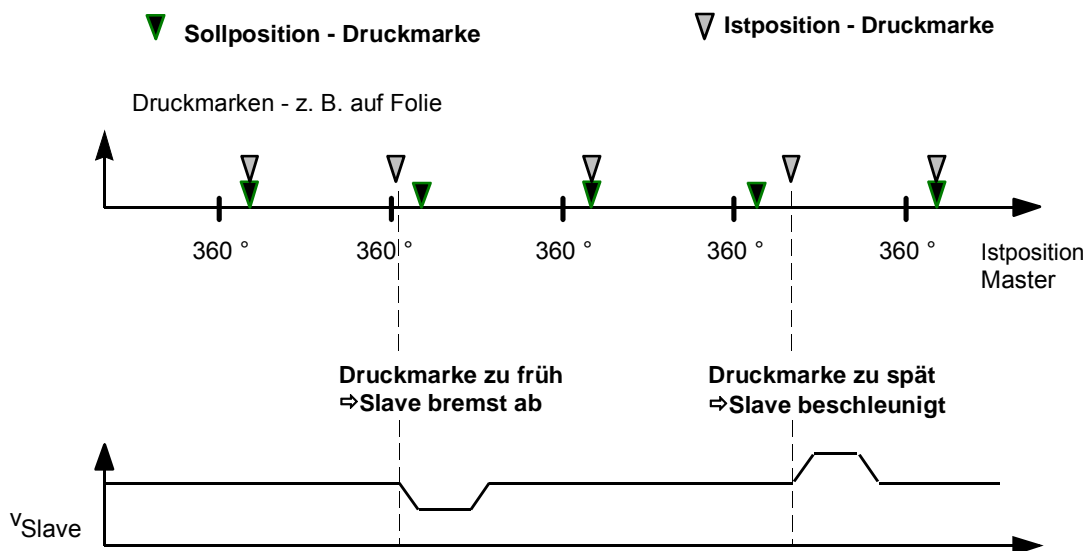 Sollposition - Druckmarke
Istposition - Druckmarke
Druckmarken - z. B. auf Folie
360 °
360 °
360 °
360 °
360 °
Istposition
Master
Druckmarke zu früh
⇨Slave bremst ab
Druckmarke zu spät
⇨Slave beschleunigt
vSlave